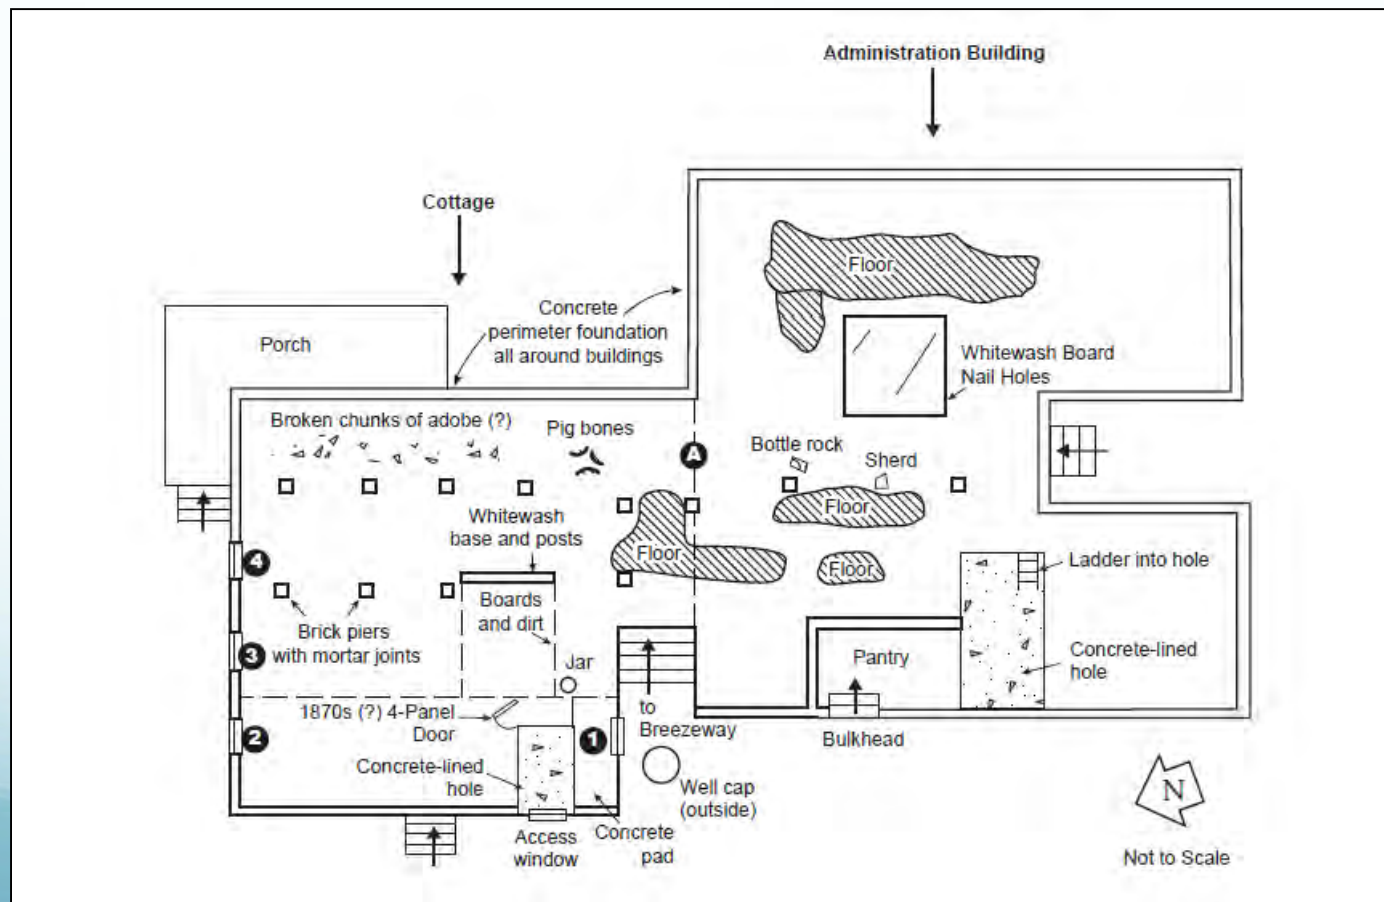 Administration Building
Cottage
Floor
Concrete
perimeter foundation
all around buildings
Porch
Whitewash Board
Nail Holes
Broken chunks of adobe (?)
Pig bones
A
Bottle rock
Sherd
Floor
Whitewash
base and posts
Floor
Floor
Ladder into hole
4
Boards
and dirt
Brick piers
with mortar joints
3
Jar
Pantry
Concrete-lined
hole
1870s (?) 4-Panel
Door
to
Breezeway
2
1
Bulkhead
Concrete-lined
hole
Well cap
(outside)
N
Access
window
Concrete
pad
Not to Scale